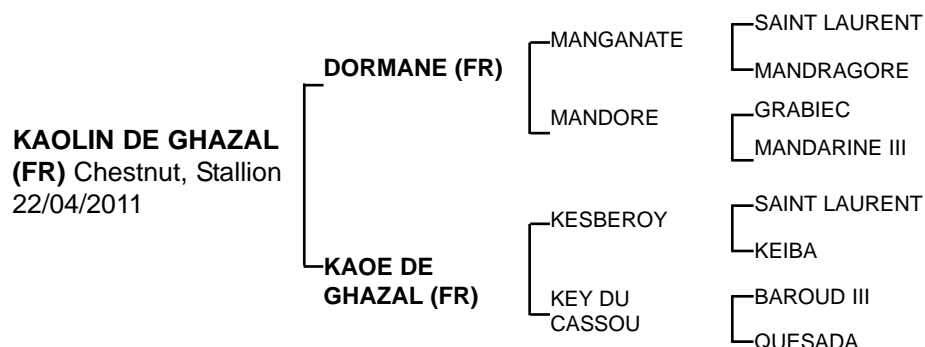 KAOLIN DE GHAZAL
(FR) Chestnut, Stallion
22/04/2011
DORMANE (FR)
KAOE DE
GHAZAL (FR)
MANGANATE
MANDORE
KESBEROY
KEY DU
CASSOU
SAINT LAURENT
MANDRAGORE
GRABIEC
MANDARINE III
SAINT LAURENT
KEIBA
BAROUD III
QUESADA